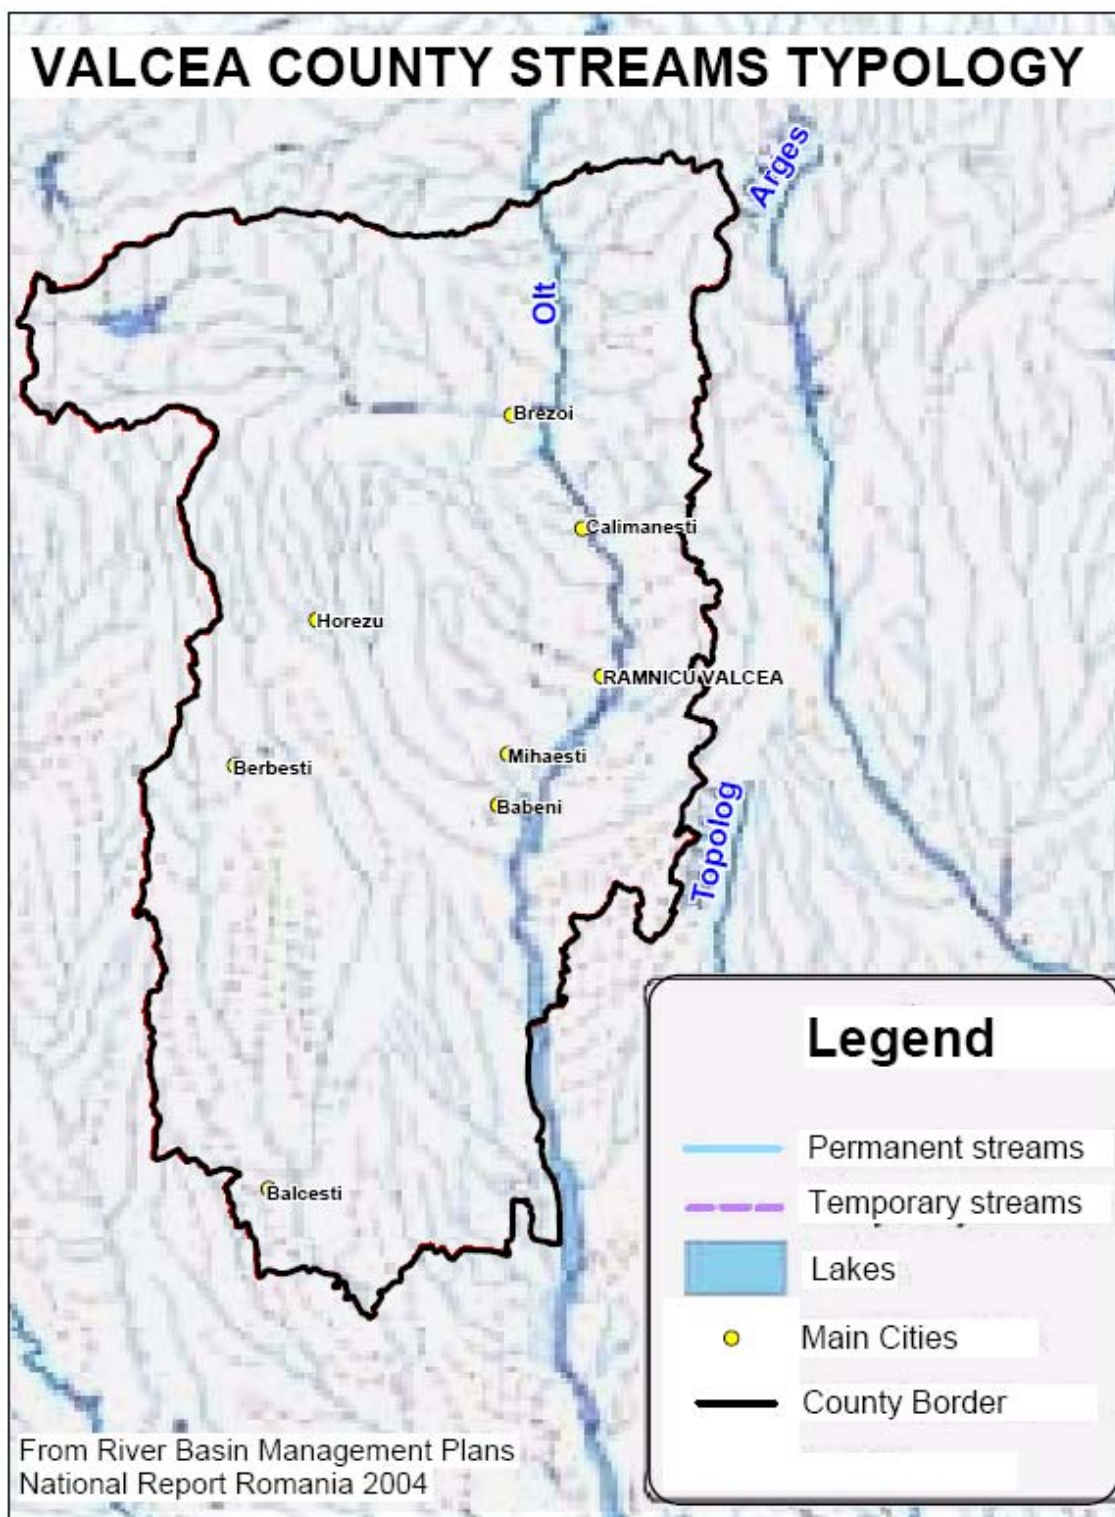 VALCEA COUNTY STREAMS TYPOLOGY
Arges
Olt
Brezoi
Calimanesti
Horezu
RAMNICU VALCEA
Mihaesti
Berbesti
Babeni
Topolog
Balcesti
Legend
Permanent streams
Temporary streams
Lakes
Main Cities
County Border
From River Basin Management Plans
National Report Romania 2004